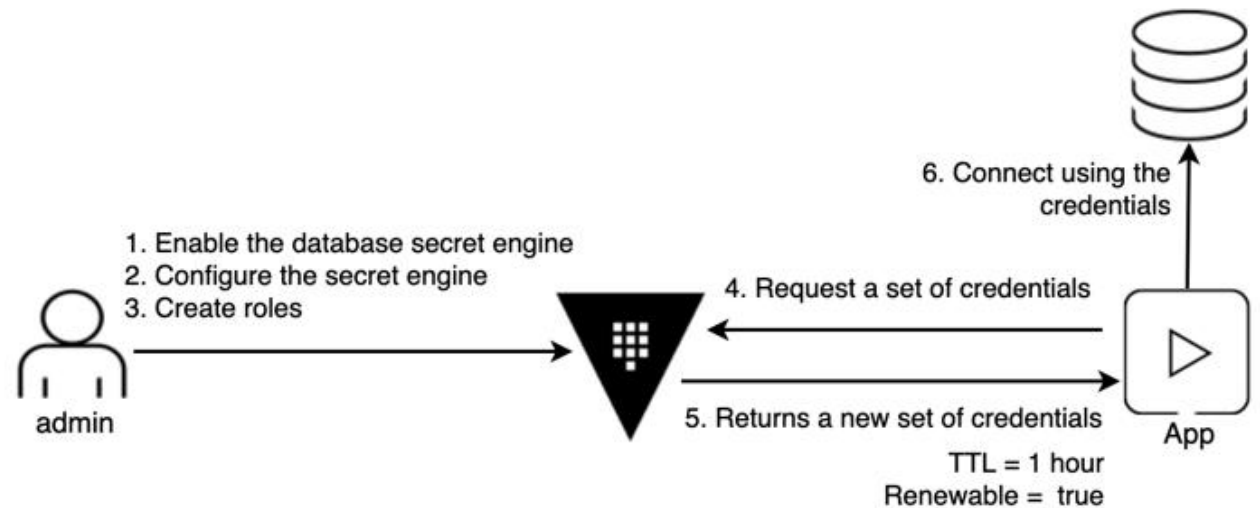 6. Connect using the
credentials
1. Enable the database secret engine
2. Configure the secret engine
3. Create roles
4. Request a set of credentials
admin
5. Returns a new set of credentials
App
TTL = 1 hour
Renewable = true